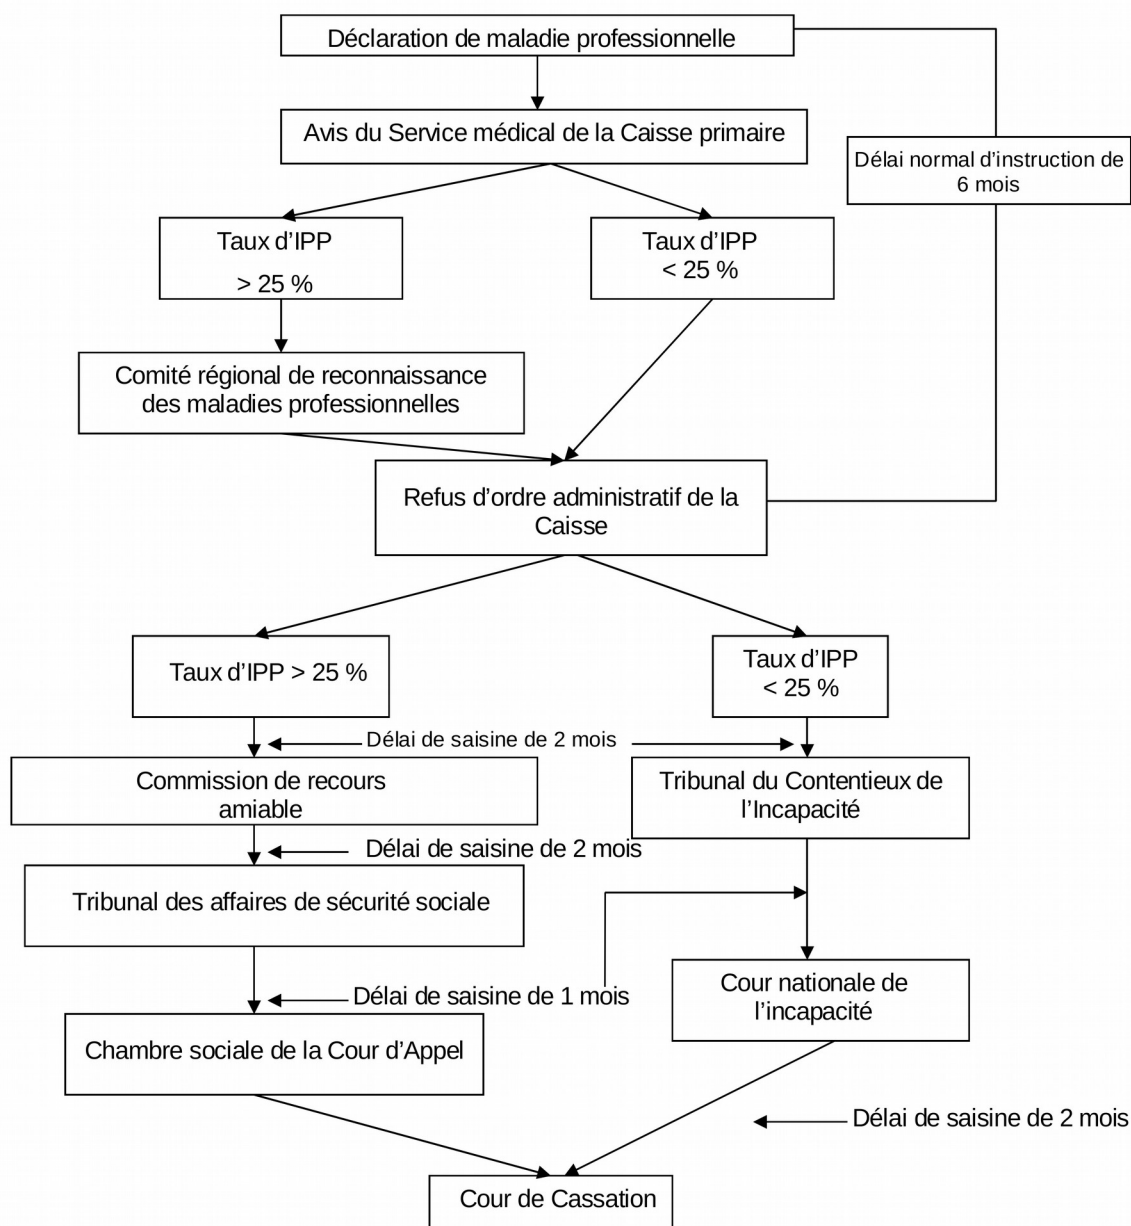 Déclaration de maladie professionnelle
Avis du Service médical de la Caisse primaire
Délai normal d’instruction de
6 mois
Taux d’IPP
> 25 %
Taux d’IPP
< 25 %
Comité régional de reconnaissance
des maladies professionnelles
Refus d’ordre administratif de la
Caisse
Taux d’IPP > 25 %
Taux d’IPP
< 25 %
Délai de saisine de 2 mois
Commission de recours
amiable
Tribunal du Contentieux de
l’Incapacité
Délai de saisine de 2 mois
Tribunal des affaires de sécurité sociale
Délai de saisine de 1 mois
Cour nationale de
l’incapacité
Chambre sociale de la Cour d’Appel
Délai de saisine de 2 mois
Cour de Cassation